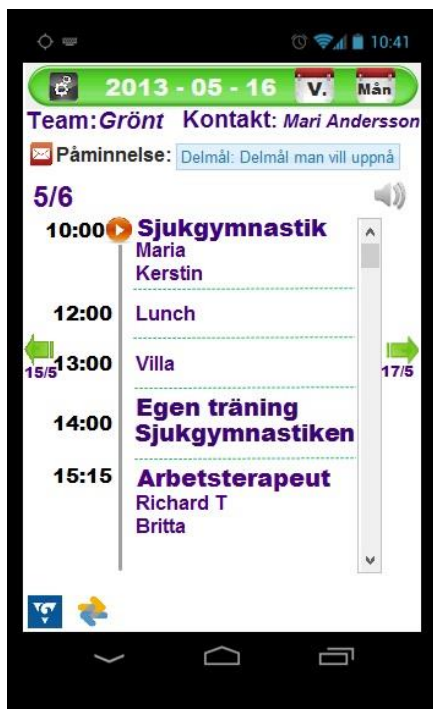 10:41
2013 - 05 - 16 V. Mån
Team:Grönt Kontakt: Mari Andersson
Påminnelse: Delmål: Delmål man vill uppnå
5/6
10:00 Sjukgymnastik
Maria
Kerstin
12:00 Lunch
13:00 Villa
15/5
17/5
14:00 Egen träning
Sjukgymnastiken
15:15 Arbetsterapeut
Richard T
Britta